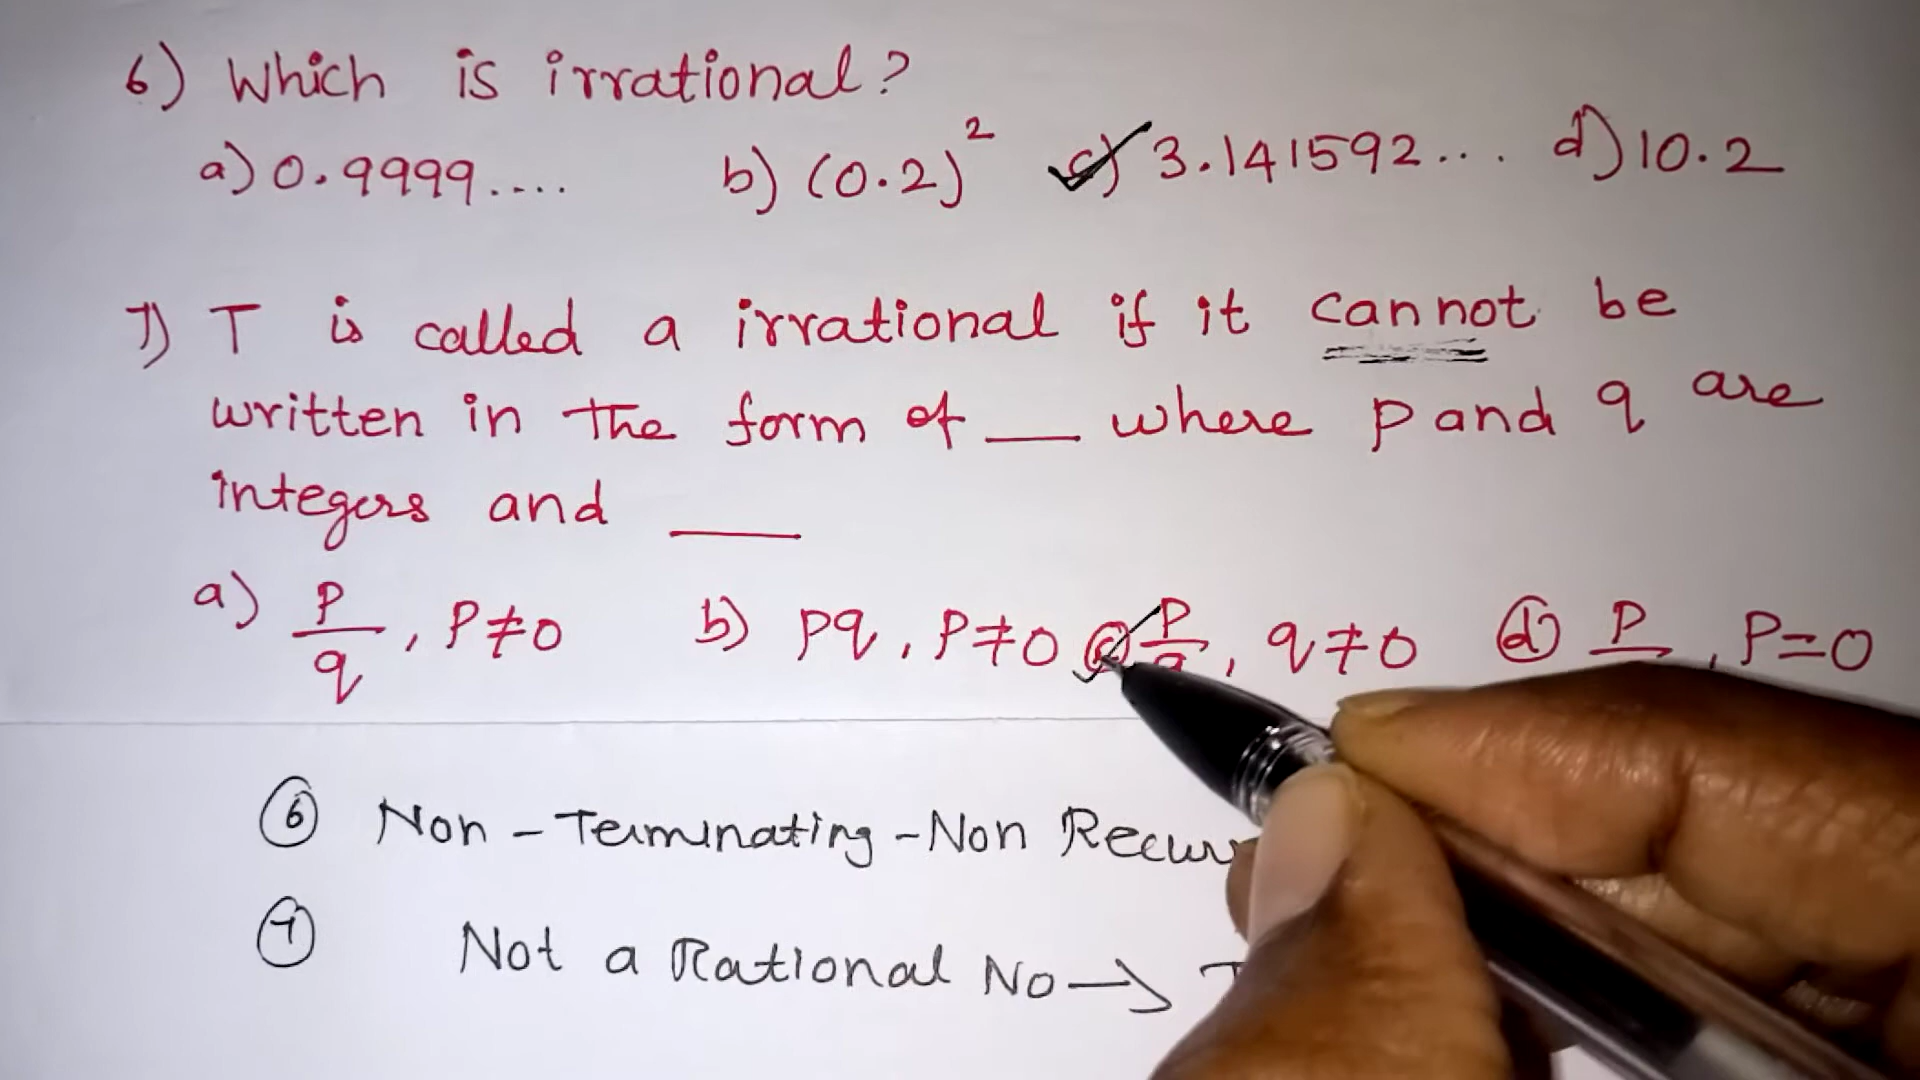 6) Which is irrational?
a) 0.9999.... b) (0.2)² c) 3.141592... d) 10.2
7) T is called a irrational if it cannot be
written in the form of ___ where p and q are
integers and ___
a) p/q, P≠0 b) pq, P≠0 c) p/q, q≠0 d) p/ , P=0
6 Non - Terminating - Non Recurr
7 Not a Rational No →